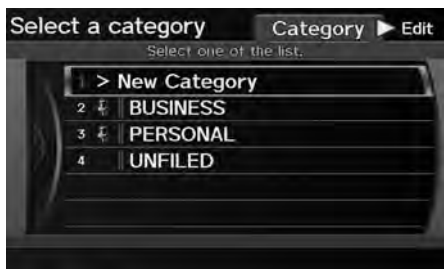 Select a category
Category ▶ Edit
Select one of the list.
1 > New Category
2 BUSINESS
3 PERSONAL
4 UNFILED